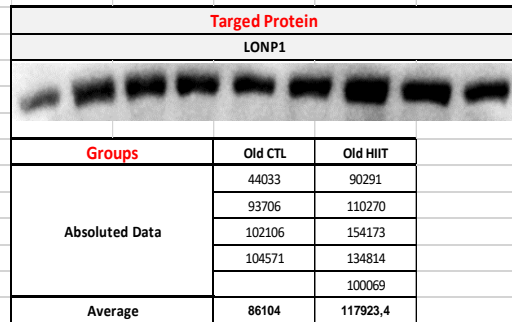 Targed Protein
LONP1
Groups Old CTL Old HIIT
44033 90291
93706 110270
Absoluted Data 102106 154173
104571 134814
100069
Average 86104 117923,4